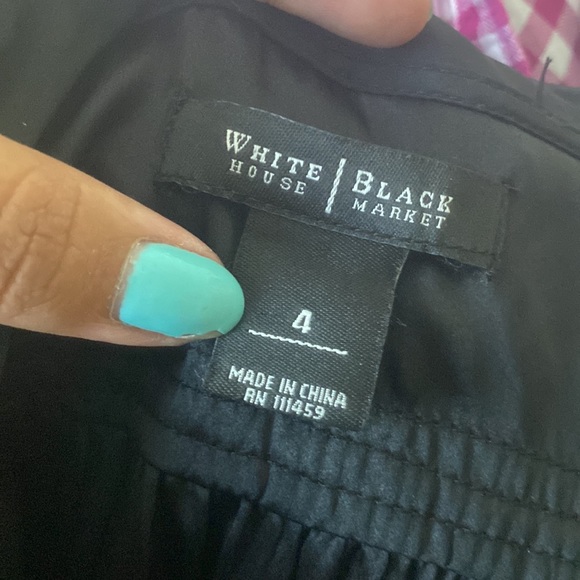 WHITE | BLACK
HOUSE | MARKET
4
MADE IN CHINA
RN 111459